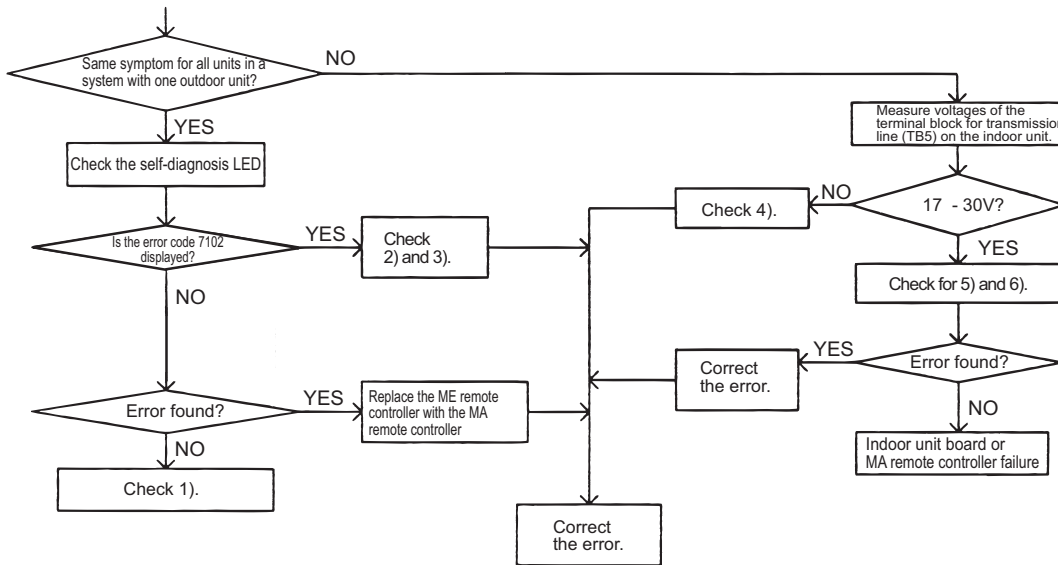 Same symptom for all units in a
system with one outdoor unit?
NO
YES
Measure voltages of the
terminal block for transmission
line (TB5) on the indoor unit.
Check the self-diagnosis LED
17 - 30V?
NO
Check 4).
YES
Is the error code 7102
displayed?
YES
Check
2) and 3).
NO
Check for 5) and 6).
Error found?
YES
Correct
the error.
NO
Indoor unit board or
MA remote controller failure
Error found?
YES
Replace the ME remote
controller with the MA
remote controller
NO
Check 1).
Correct
the error.